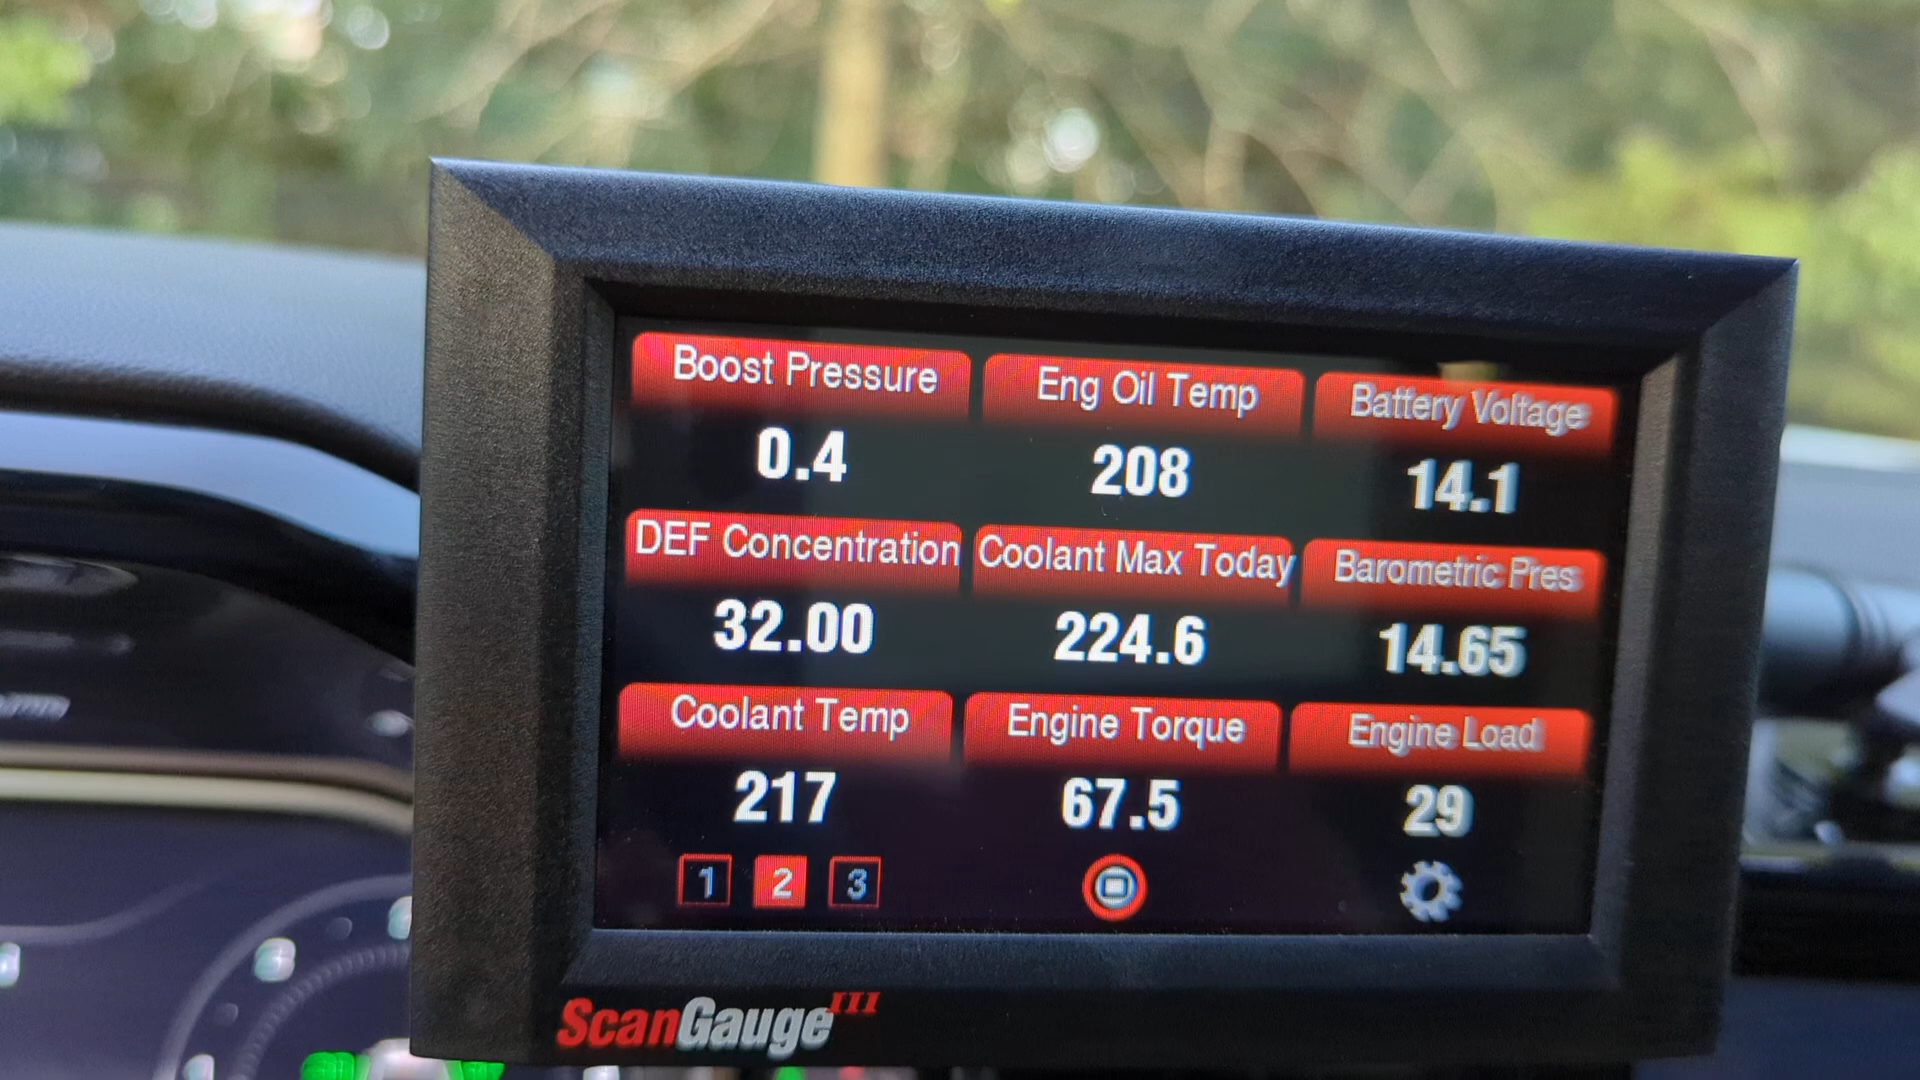 Boost Pressure Eng Oil Temp Battery Voltage
0.4 208 14.1
DEF Concentration Coolant Max Today Barometric Pres
32.00 224.6 14.65
Coolant Temp Engine Torque Engine Load
217 67.5 29
1 2 3
ScanGauge III